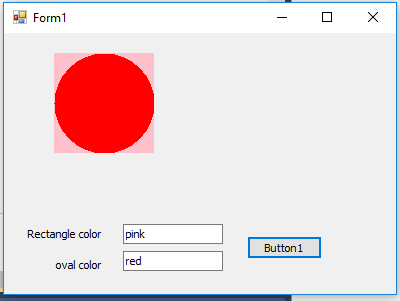 Form1
Rectangle color pink
Button1
oval color red